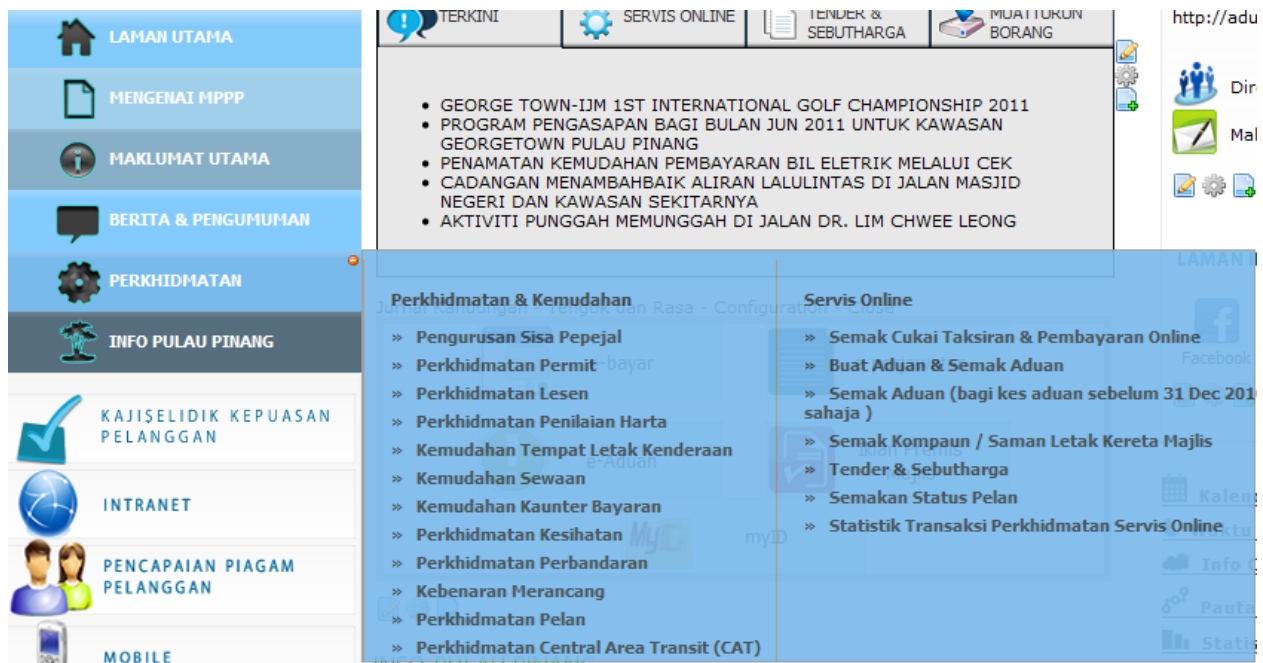 LAMAN UTAMA
MENGENAI MPPP
MAKLUMAT UTAMA
BERITA & PENGUMUMAN
PERKHIDMATAN
INFO PULAU PINANG
KAJISELIDIK KEPUASAN
PELANGGAN
INTRANET
PENCAPAIAN PIAGAM
PELANGGAN
MOBILE
TERKINI
SERVIS ONLINE
TENDER &
SEBUTHARGA
MUATTURUN
BORANG
• GEORGE TOWN-IJM 1ST INTERNATIONAL GOLF CHAMPIONSHIP 2011
• PROGRAM PENGASAPAN BAGI BULAN JUN 2011 UNTUK KAWASAN
GEORGETOWN PULAU PINANG
• PENAMATAN KEMUDAHAN PEMBAYARAN BIL ELETRIK MELALUI CEK
• CADANGAN MENAMBAHBAIK ALIRAN LALULINTAS DI JALAN MASJID
NEGERI DAN KAWASAN SEKITARNYA
• AKTIVITI PUNGGAH MEMUNGGAH DI JALAN DR. LIM CHWEE LEONG
Perkhidmatan & Kemudahan
» Pengurusan Sisa Pepejal
» Perkhidmatan Permit
» Perkhidmatan Lesen
» Perkhidmatan Penilaian Harta
» Kemudahan Tempat Letak Kenderaan
» Kemudahan Sewaan
» Kemudahan Kaunter Bayaran
» Perkhidmatan Kesihatan
» Perkhidmatan Perbandaran
» Kebenaran Merancang
» Perkhidmatan Pelan
» Perkhidmatan Central Area Transit (CAT)
Servis Online
» Semak Cukai Taksiran & Pembayaran Online
» Buat Aduan & Semak Aduan
» Semak Aduan (bagi kes aduan sebelum 31 Dec 201
sahaja )
» Semak Kompaun / Saman Letak Kereta Majlis
» Tender & Sebutharga
» Semakan Status Pelan
» Statistik Transaksi Perkhidmatan Servis Online
e-Aduan
Iklan Premis
Majlis
MyID
myID
http://adu
Facebook